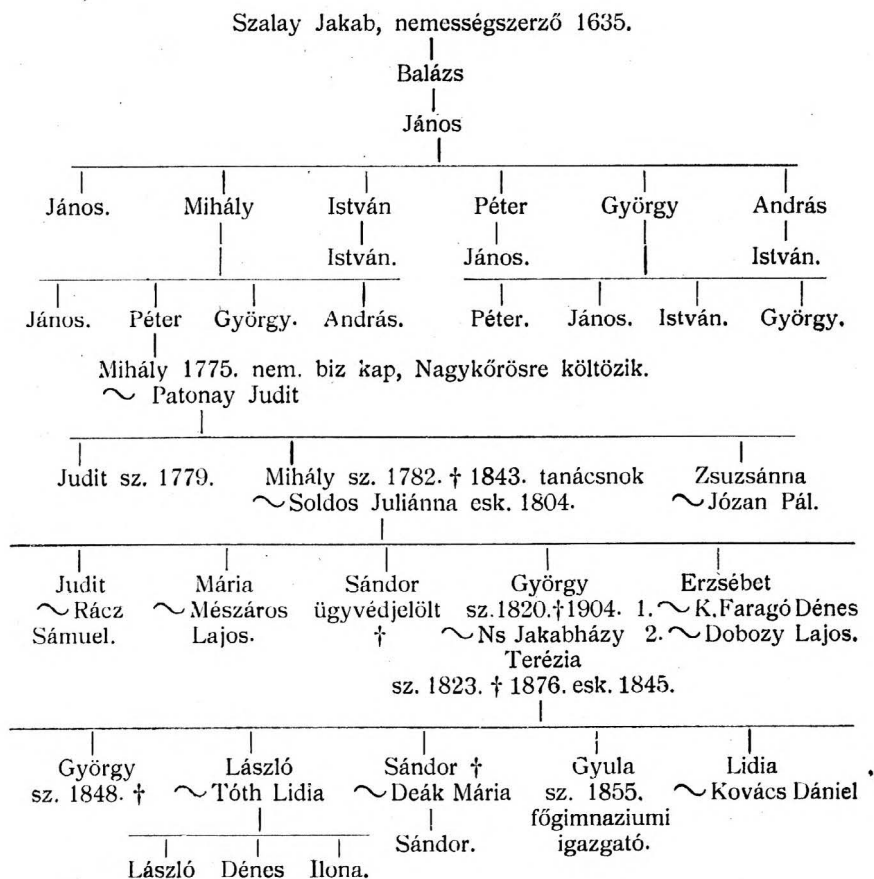 Szalay Jakab, nemességszerző 1635.
Balázs
János
János. Mihály István Péter György András
István. János. István.
János. Péter György. András. Péter. János. István. György.
Mihály 1775. nem. biz kap, Nagykőrösre költözik.
~ Patonay Judit
Judit sz. 1779. Mihály sz. 1782. † 1843. tanácsnok Zsuzsánna
~ Soldos Juliánna esk. 1804. ~ Józan Pál.
Judit Mária Sándor György Erzsébet
~ Rácz ~ Mészáros ügyvédjelölt sz. 1820. † 1904. 1. ~ K. Faragó Dénes
Sámuel. Lajos. † ~ Ns Jakabházy 2. ~ Dobozy Lajos.
Terézia
sz. 1823. † 1876. esk. 1845.
György László Sándor † Gyula Lidia
sz. 1848. † ~ Tóth Lidia ~ Deák Mária sz. 1855. ~ Kovács Dániel
főgimnaziumi
Sándor. igazgató.
László Dénes Ilona.